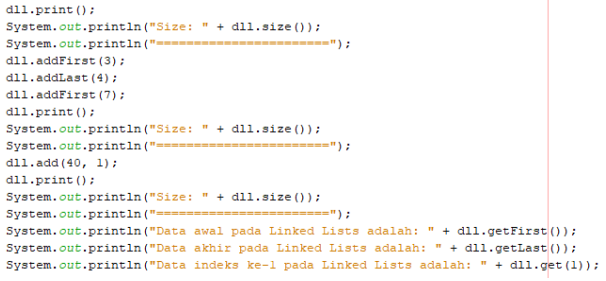 dll.print();
System.out.println("Size: " + dll.size());
System.out.println("=======================");
dll.addFirst(3);
dll.addLast(4);
dll.addFirst(7);
dll.print();
System.out.println("Size: " + dll.size());
System.out.println("=======================");
dll.add(40, 1);
dll.print();
System.out.println("Size: " + dll.size());
System.out.println("=======================");
System.out.println("Data awal pada Linked Lists adalah: " + dll.getFirst());
System.out.println("Data akhir pada Linked Lists adalah: " + dll.getLast());
System.out.println("Data indeks ke-1 pada Linked Lists adalah: " + dll.get(1));